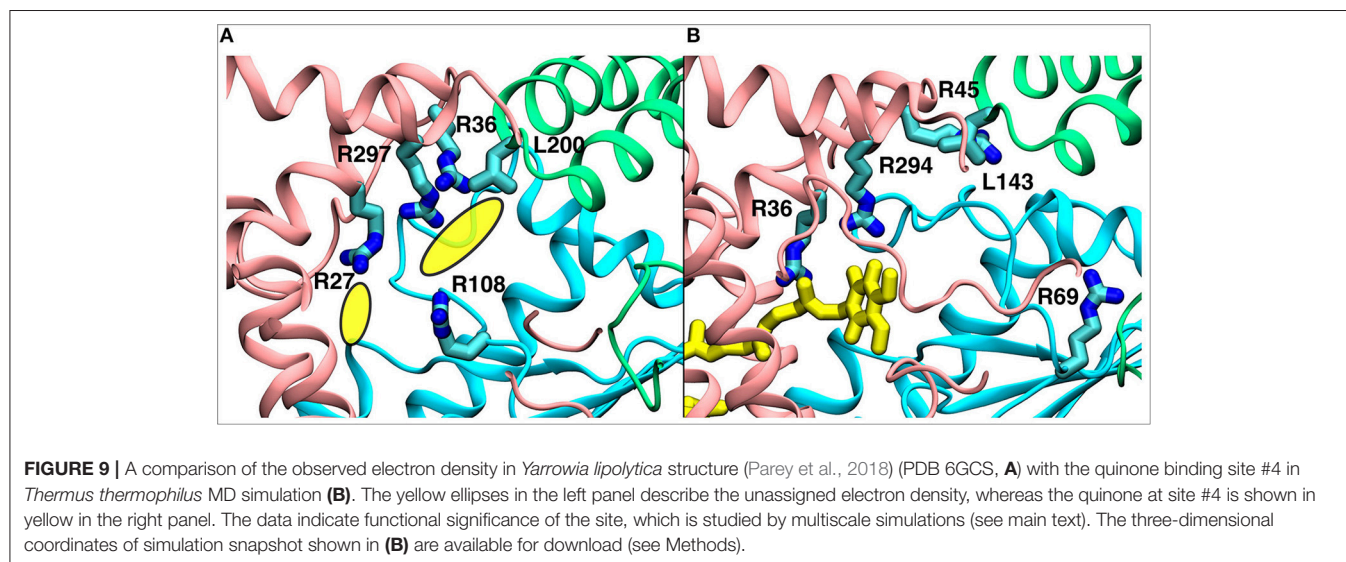 A
B
R45
R36
L200
R297
R294
L143
R36
R27
R108
R69
FIGURE 9 | A comparison of the observed electron density in Yarrowia lipolytica structure (Parey et al., 2018) (PDB 6GCS, A) with the quinone binding site #4 in
Thermus thermophilus MD simulation (B). The yellow ellipses in the left panel describe the unassigned electron density, whereas the quinone at site #4 is shown in
yellow in the right panel. The data indicate functional significance of the site, which is studied by multiscale simulations (see main text). The three-dimensional
coordinates of simulation snapshot shown in (B) are available for download (see Methods).